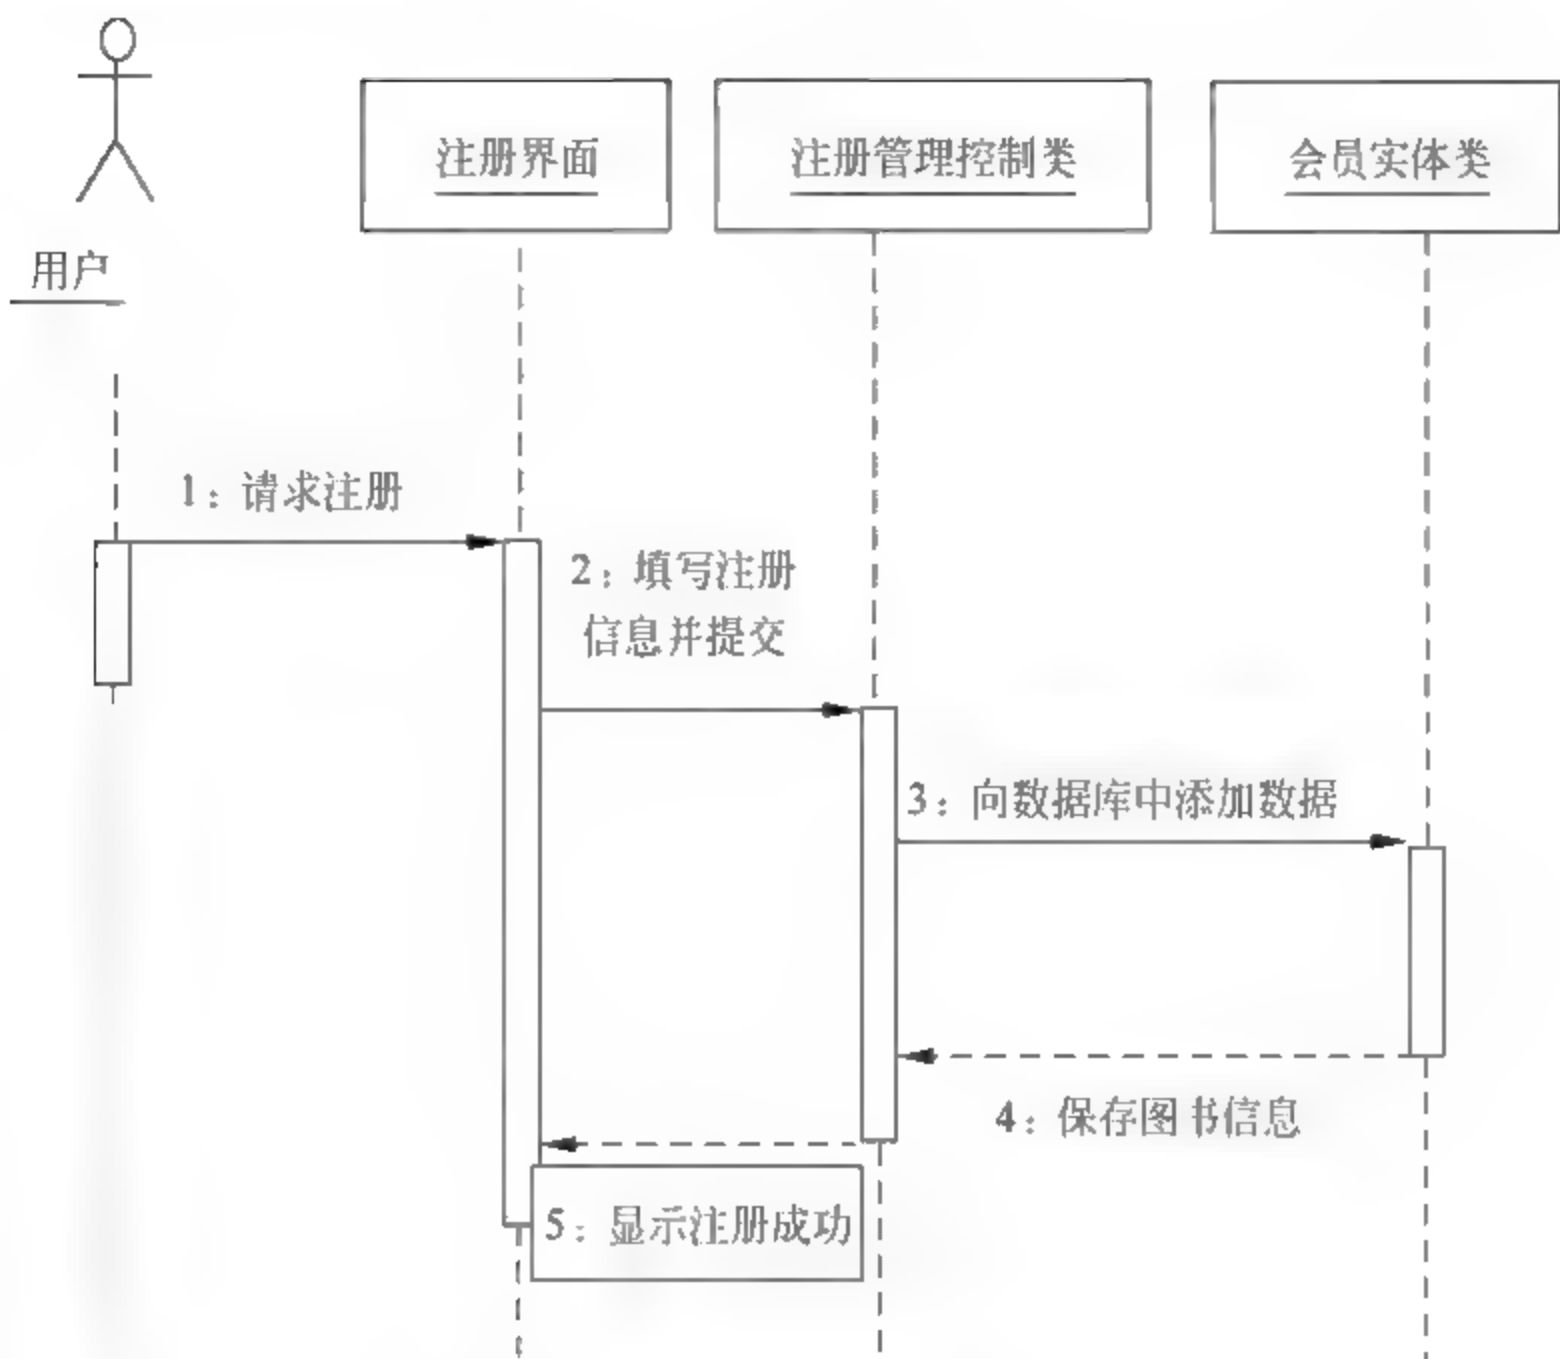 注册界面
注册管理控制类
会员实体类
用户
1：请求注册
2：填写注册
信息并提交
3：向数据库中添加数据
4：保存图书信息
5：显示注册成功